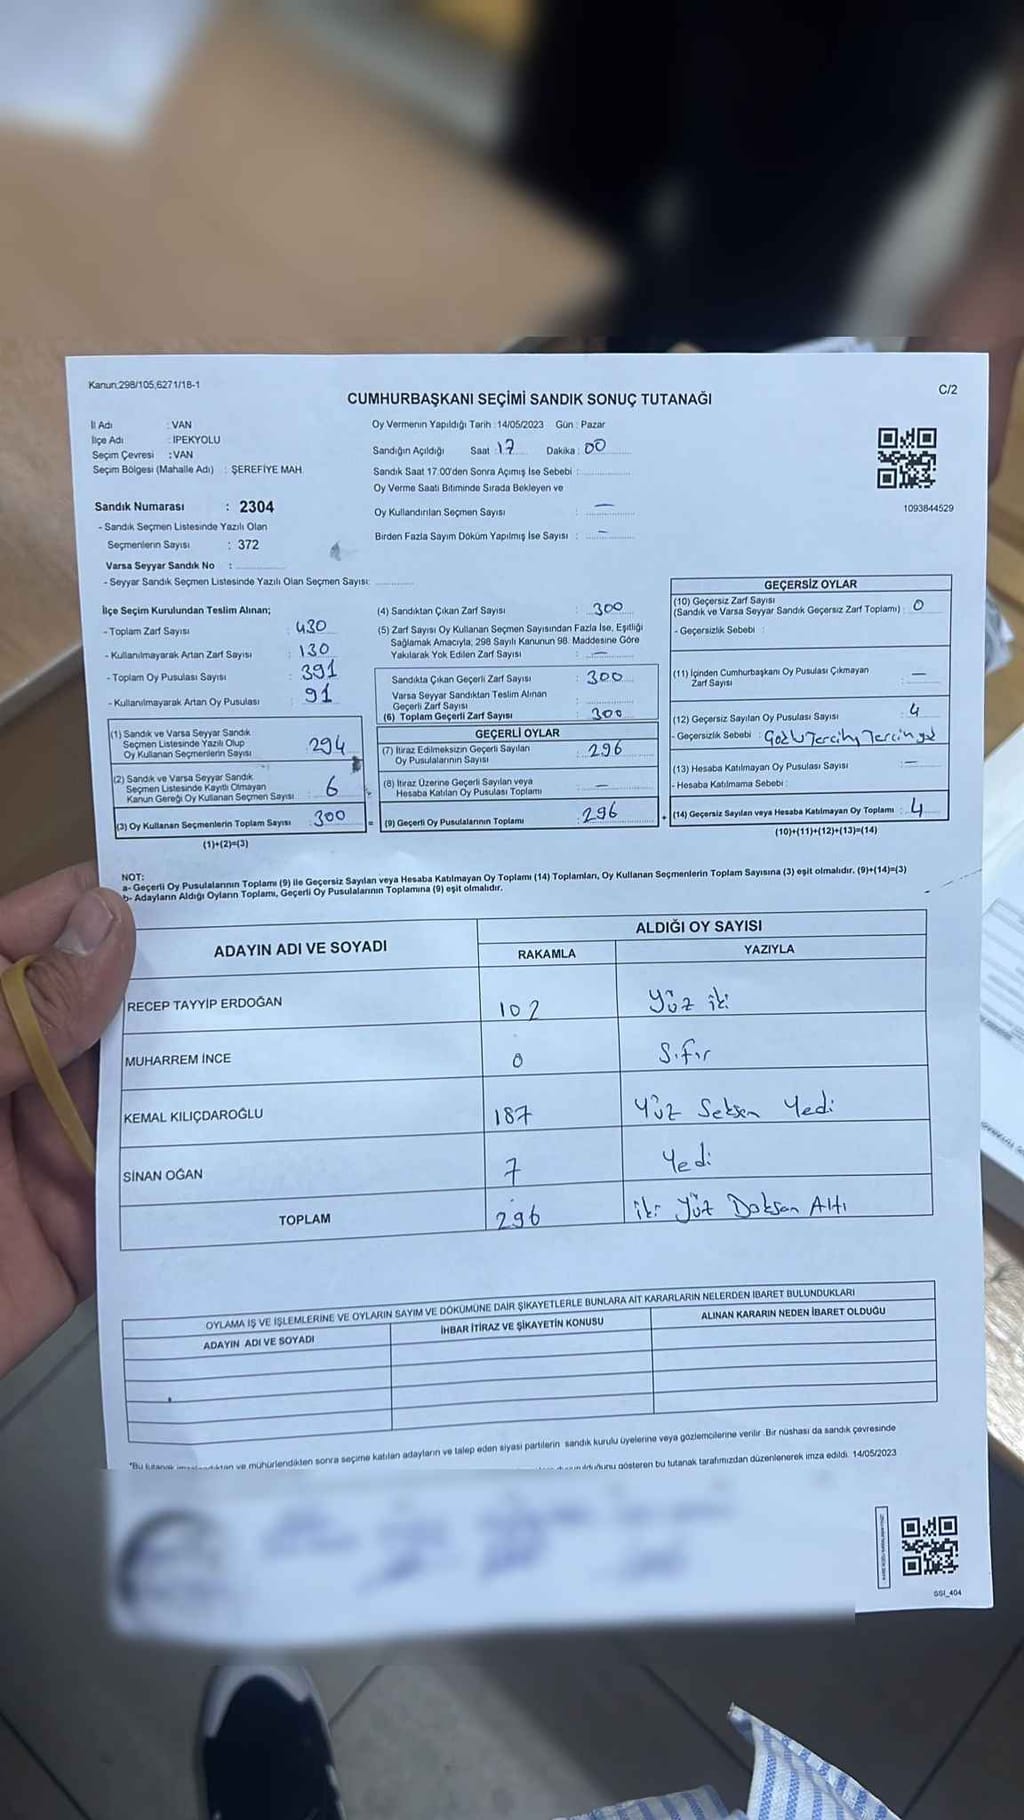 Kanun,298/105,6271/18-1
C/2
CUMHURBAŞKANI SEÇİMİ SANDIK SONUÇ TUTANAĞI
İl Adı : VAN
İlçe Adı : İPEKYOLU
Seçim Çevresi : VAN
Seçim Bölgesi (Mahalle Adı) : ŞEREFİYE MAH.
Oy Vermenin Yapıldığı Tarih :14/05/2023 Gün : Pazar
Sandığın Açıldığı Saat : 17 Dakika : 00
Sandık Saat 17:00'den Sonra Açımış İse Sebebi :
Oy Verme Saati Bitiminde Sırada Bekleyen ve
Oy Kullandırılan Seçmen Sayısı : —
Birden Fazla Sayım Döküm Yapılmış İse Sayısı : —
1093844529
Sandık Numarası : 2304
- Sandık Seçmen Listesinde Yazılı Olan
Seçmenlerin Sayısı : 372
Varsa Seyyar Sandık No :
- Seyyar Sandık Seçmen Listesinde Yazılı Olan Seçmen Sayısı:
İlçe Seçim Kurulundan Teslim Alınan;
- Toplam Zarf Sayısı : 430
- Kullanılmayarak Artan Zarf Sayısı : 130
- Toplam Oy Pusulası Sayısı : 391
- Kullanılmayarak Artan Oy Pusulası : 91
(1) Sandık ve Varsa Seyyar Sandık
Seçmen Listesinde Yazılı Olup
Oy Kullanan Seçmenlerin Sayısı : 294
(2) Sandık ve Varsa Seyyar Sandık
Seçmen Listesinde Kayıtlı Olmayan
Kanun Gereği Oy Kullanan Seçmen Sayısı : 6
(3) Oy Kullanan Seçmenlerin Toplam Sayısı : 300
(1)+(2)=(3)
(4) Sandıktan Çıkan Zarf Sayısı : 300
(5) Zarf Sayısı Oy Kullanan Seçmen Sayısından Fazla İse, Eşitliği
Sağlamak Amacıyla; 298 Sayılı Kanunun 98. Maddesine Göre
Yakılarak Yok Edilen Zarf Sayısı : —
Sandıkta Çıkan Geçerli Zarf Sayısı : 300
Varsa Seyyar Sandıktan Teslim Alınan
Geçerli Zarf Sayısı :
(6) Toplam Geçerli Zarf Sayısı : 300
GEÇERLİ OYLAR
(7) İtiraz Edilmeksizin Geçerli Sayılan
Oy Pusulalarının Sayısı : 296
(8) İtiraz Üzerine Geçerli Sayılan veya
Hesaba Katılan Oy Pusulası Toplamı : —
= (9) Geçerli Oy Pusulalarının Toplamı : 296
GEÇERSİZ OYLAR
(10) Geçersiz Zarf Sayısı
(Sandık ve Varsa Seyyar Sandık Geçersiz Zarf Toplamı) : 0
- Geçersizlik Sebebi :
(11) İçinden Cumhurbaşkanı Oy Pusulası Çıkmayan
Zarf Sayısı : —
(12) Geçersiz Sayılan Oy Pusulası Sayısı : 4
- Geçersizlik Sebebi :
(13) Hesaba Katılmayan Oy Pusulası Sayısı : —
- Hesaba Katılmama Sebebi :
+ (14) Geçersiz Sayılan veya Hesaba Katılmayan Oy Toplamı : 4
(10)+(11)+(12)+(13)=(14)
NOT:
a- Geçerli Oy Pusulalarının Toplamı (9) ile Geçersiz Sayılan veya Hesaba Katılmayan Oy Toplamı (14) Toplamları, Oy Kullanan Seçmenlerin Toplam Sayısına (3) eşit olmalıdır. (9)+(14)=(3)
b- Adayların Aldığı Oyların Toplamı, Geçerli Oy Pusulalarının Toplamına (9) eşit olmalıdır.
ADAYIN ADI VE SOYADI
ALDIĞI OY SAYISI
RAKAMLA YAZIYLA
RECEP TAYYİP ERDOĞAN 102 Yüz iki
MUHARREM İNCE 0 Sıfır
KEMAL KILIÇDAROĞLU 187 Yüz Seksen Yedi
SİNAN OĞAN 7 Yedi
TOPLAM 296 iki Yüz Doksan Altı
OYLAMA İŞ VE İŞLEMLERİNE VE OYLARIN SAYIM VE DÖKÜMÜNE DAİR ŞİKAYETLERLE BUNLARA AİT KARARLARIN NELERDEN İBARET BULUNDUKLARI
ADAYIN ADI VE SOYADI İHBAR İTİRAZ VE ŞİKAYETİN KONUSU ALINAN KARARIN NEDEN İBARET OLDUĞU
*Bu tutanak ve mühürlendikten sonra seçime katılan adayların ve talep eden siyasi partilerin sandık kurulu üyelerine veya gözlemcilerine verilir. Bir nüshası da sandık çevresinde
gösteren bu tutanak tarafımızdan düzenlenerek imza edildi. 14/05/2023
SSI_404